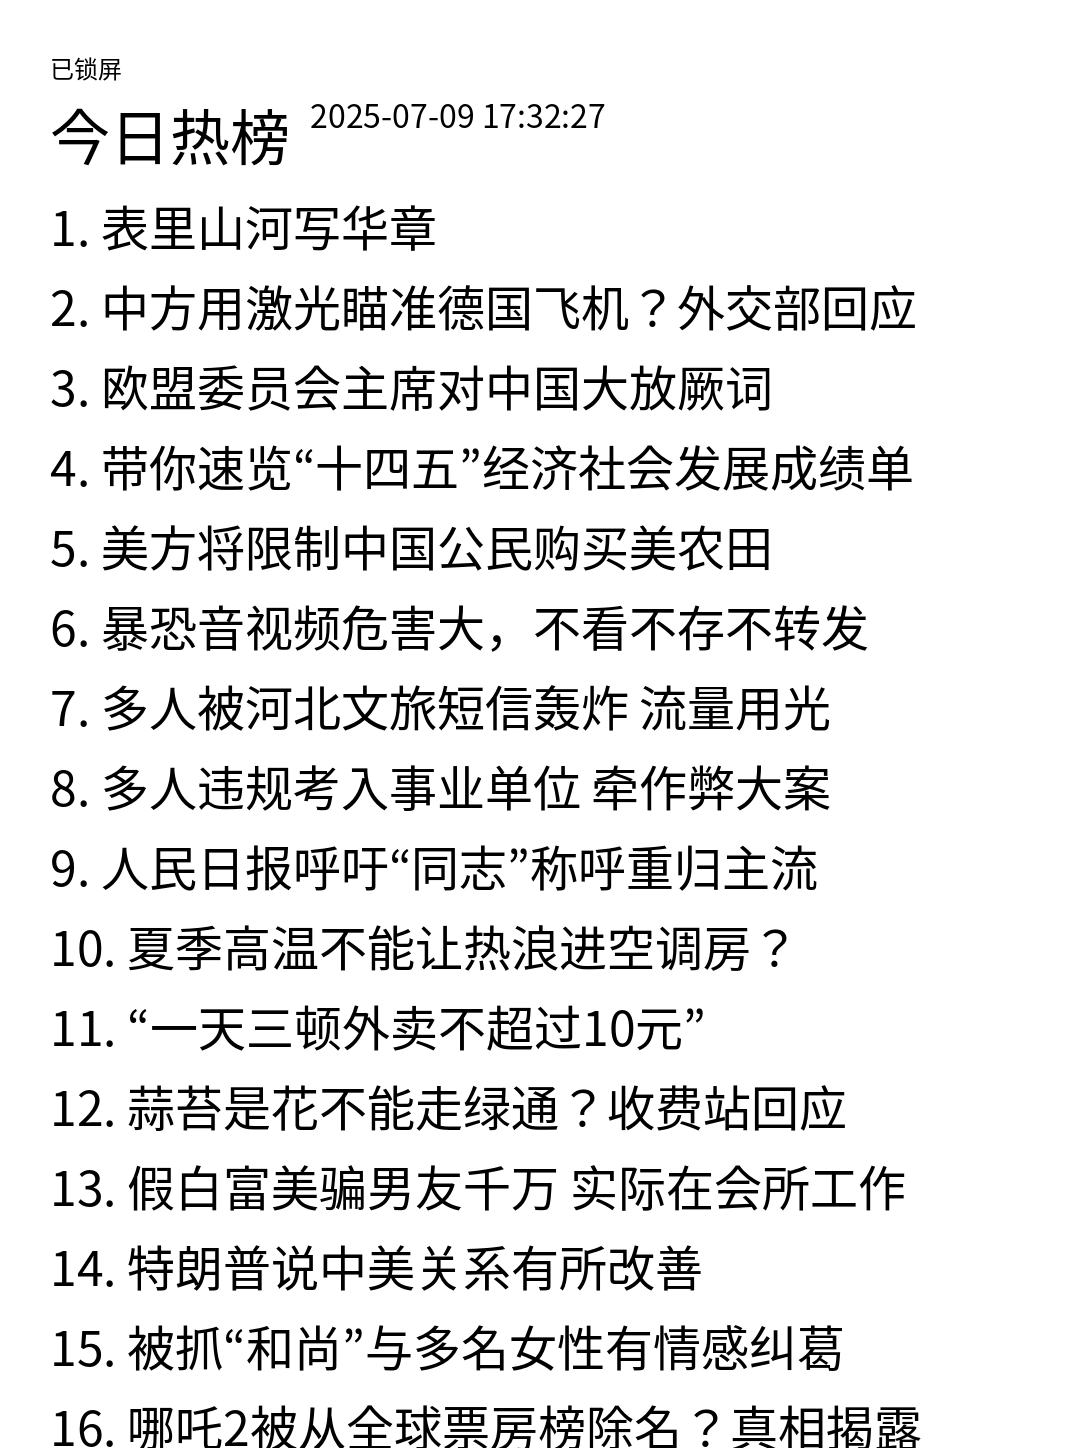 已锁屏
今日热榜 2025-07-09 17:32:27
1. 表里山河写华章
2. 中方用激光瞄准德国飞机？外交部回应
3. 欧盟委员会主席对中国大放厥词
4. 带你速览“十四五”经济社会发展成绩单
5. 美方将限制中国公民购买美农田
6. 暴恐音视频危害大，不看不存不转发
7. 多人被河北文旅短信轰炸 流量用光
8. 多人违规考入事业单位 牵作弊大案
9. 人民日报呼吁“同志”称呼重归主流
10. 夏季高温不能让热浪进空调房？
11. “一天三顿外卖不超过10元”
12. 蒜苔是花不能走绿通？收费站回应
13. 假白富美骗男友千万 实际在会所工作
14. 特朗普说中美关系有所改善
15. 被抓“和尚”与多名女性有情感纠葛
16. 哪吒2被从全球票房榜除名？真相揭露